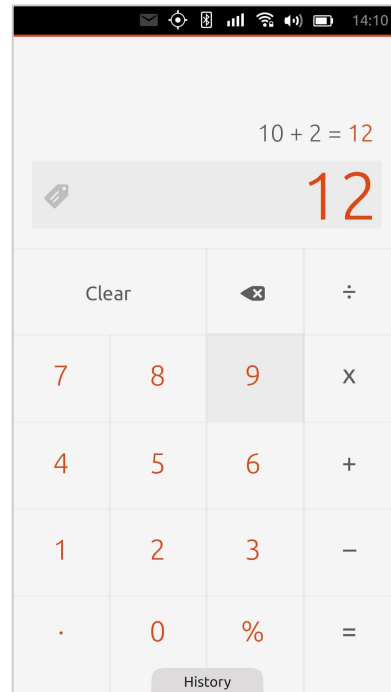 14:10
10 + 2 = 12
12
Clear ÷
7 8 9 x
4 5 6 +
1 2 3 −
. 0 % =
History